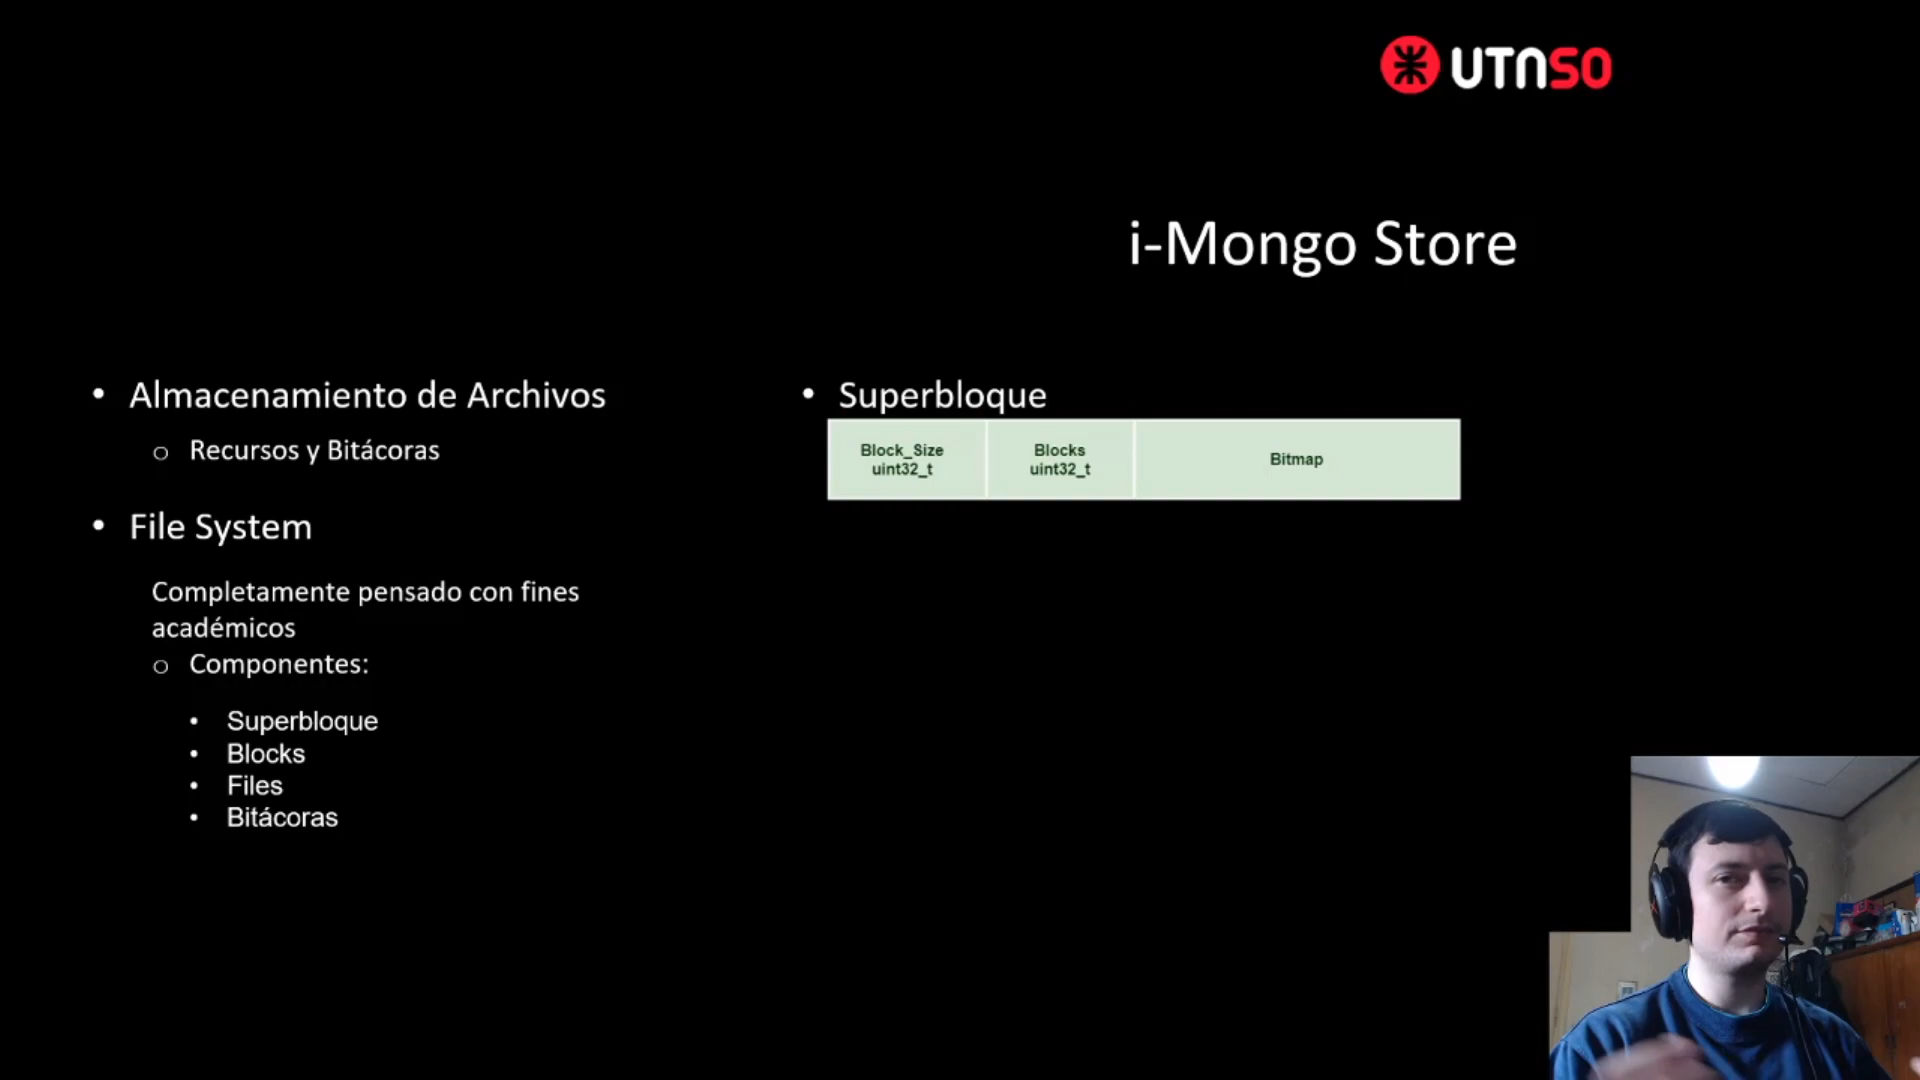 UTNSO
i-Mongo Store
• Almacenamiento de Archivos
o Recursos y Bitácoras
• File System
Completamente pensado con fines
académicos
o Componentes:
• Superbloque
• Blocks
• Files
• Bitácoras
• Superbloque
Block_Size
uint32_t
Blocks
uint32_t
Bitmap